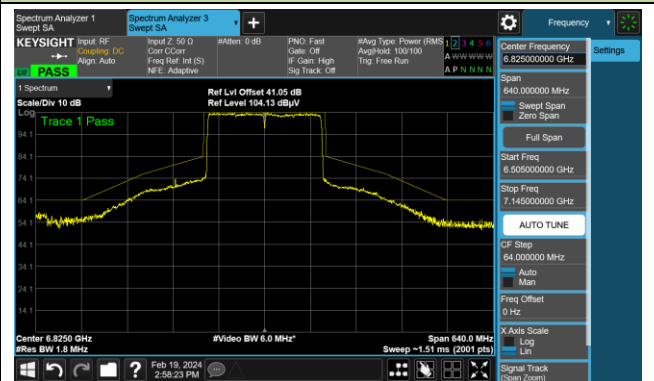 Spectrum Analyzer 1
Swept SA
Spectrum Analyzer 3
Swept SA
Frequency
KEYSIGHT
Input: RF
Coupling: DC
Align: Auto
Input Z: 50 Ω
Corr CCorr
Freq Ref: Int (S)
NFE: Adaptive
#Atten: 0 dB
PNO: Fast
Gate: Off
IF Gain: High
Sig Track: Off
#Avg Type: Power (RMS
Avg|Hold: 100/100
Trig: Free Run
1 2 3 4 5 6
A W W W W W
A P N N N N
PASS
1 Spectrum
Scale/Div 10 dB
Ref Lvl Offset 41.05 dB
Ref Level 104.13 dBµV
Log
Trace 1 Pass
94.1
84.1
74.1
64.1
54.1
44.1
34.1
24.1
14.1
Center 6.8250 GHz
#Res BW 1.8 MHz
#Video BW 6.0 MHz*
Span 640.0 MHz
Sweep ~1.51 ms (2001 pts)
Feb 19, 2024
2:58:23 PM
Center Frequency
6.82500000 GHz
Settings
Span
640.000000 MHz
Swept Span
Zero Span
Full Span
Start Freq
6.505000000 GHz
Stop Freq
7.145000000 GHz
AUTO TUNE
CF Step
64.000000 MHz
Auto
Man
Freq Offset
0 Hz
X Axis Scale
Log
Lin
Signal Track
(Span Zoom)